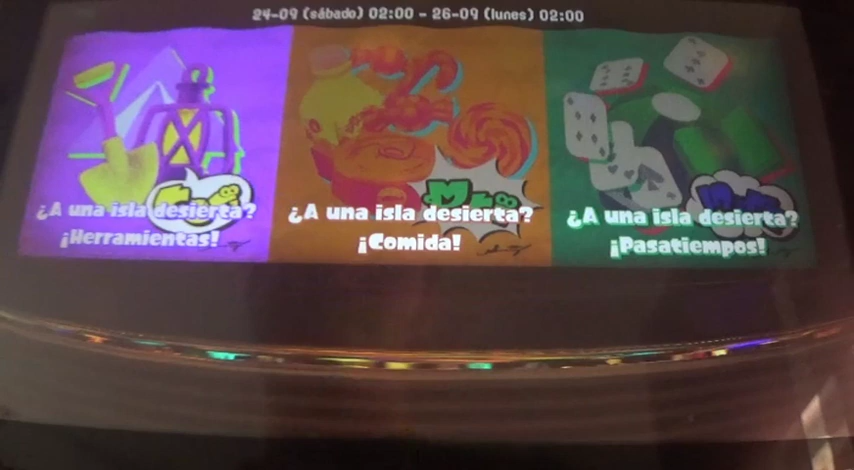 24-09 (sábado) 02:00 - 26-09 (lunes) 02:00
¿A una isla desierta?
¡Herramientas!
¿A una isla desierta?
¡Comida!
¿A una isla desierta?
¡Pasatiempos!